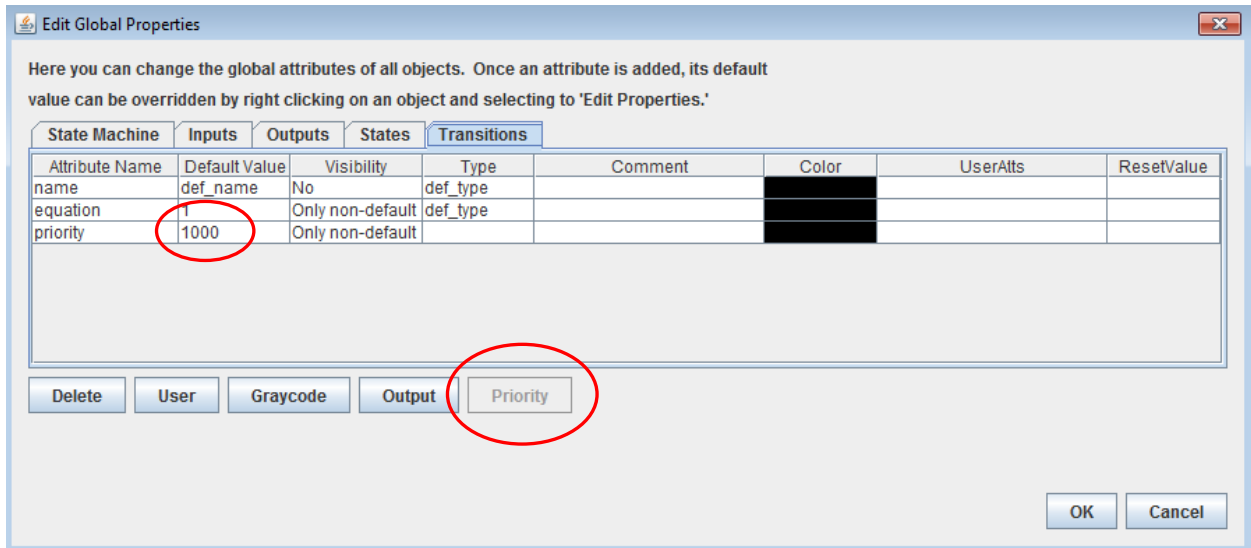 Edit Global Properties
Here you can change the global attributes of all objects. Once an attribute is added, its default
value can be overridden by right clicking on an object and selecting to 'Edit Properties.'
State Machine Inputs Outputs States Transitions
Attribute Name Default Value Visibility Type Comment Color UserAtts ResetValue
name def_name No def_type
equation 1 Only non-default def_type
priority 1000 Only non-default
Delete User Graycode Output Priority
OK Cancel